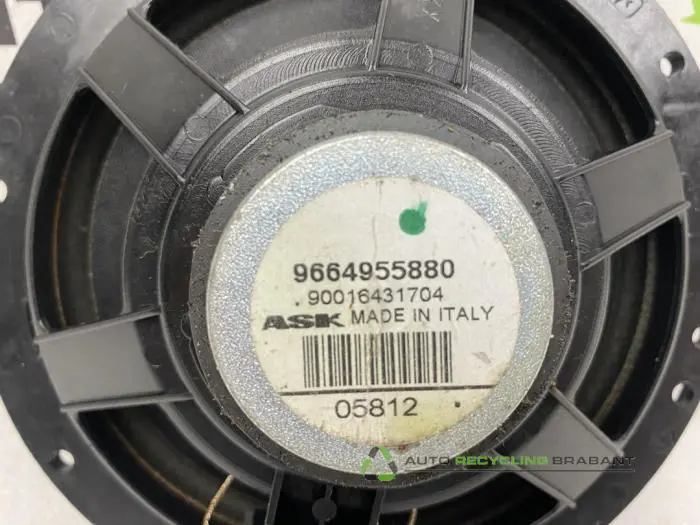 9664955880
90016431704
ASK MADE IN ITALY
05812
AUTO RECYCLING BRABANT